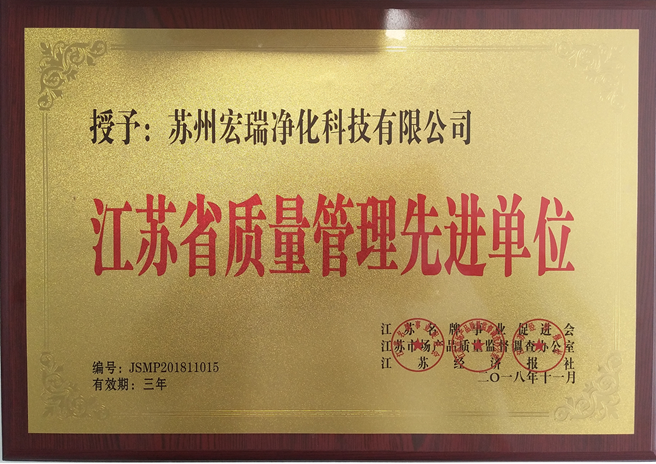 授予：苏州宏瑞净化科技有限公司
江苏省质量管理先进单位
江苏名牌事业促进会
江苏市场产品质量监督调查办公室
江苏经济报社
二〇一八年十一月
编号：JSMP201811015
有效期：三年